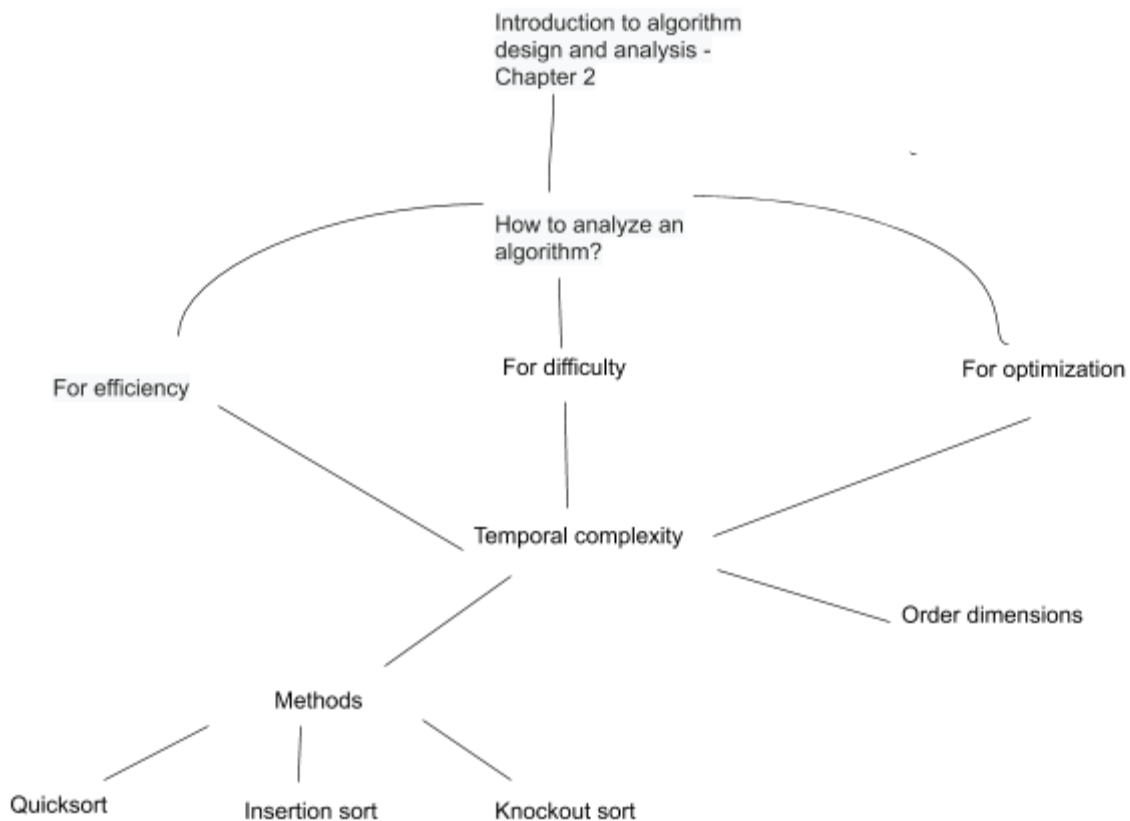 Introduction to algorithm
design and analysis -
Chapter 2
How to analyze an
algorithm?
For efficiency
For difficulty
For optimization
Temporal complexity
Order dimensions
Methods
Quicksort
Insertion sort
Knockout sort